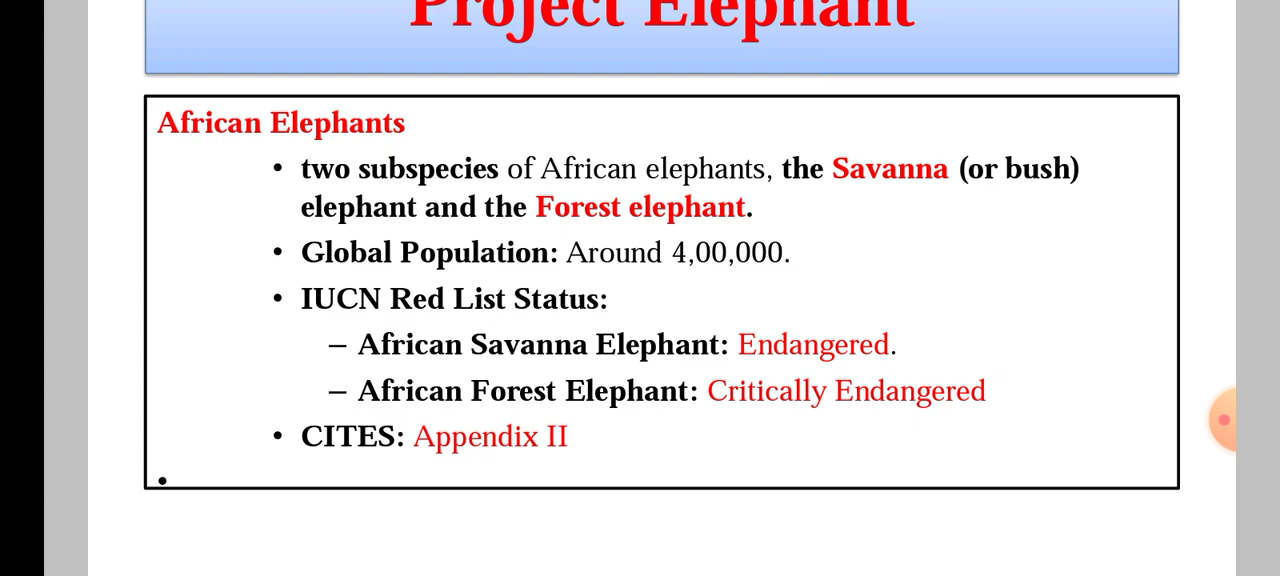 Project Elephant
African Elephants
• two subspecies of African elephants, the Savanna (or bush)
elephant and the Forest elephant.
• Global Population: Around 4,00,000.
• IUCN Red List Status:
– African Savanna Elephant: Endangered.
– African Forest Elephant: Critically Endangered
• CITES: Appendix II
•